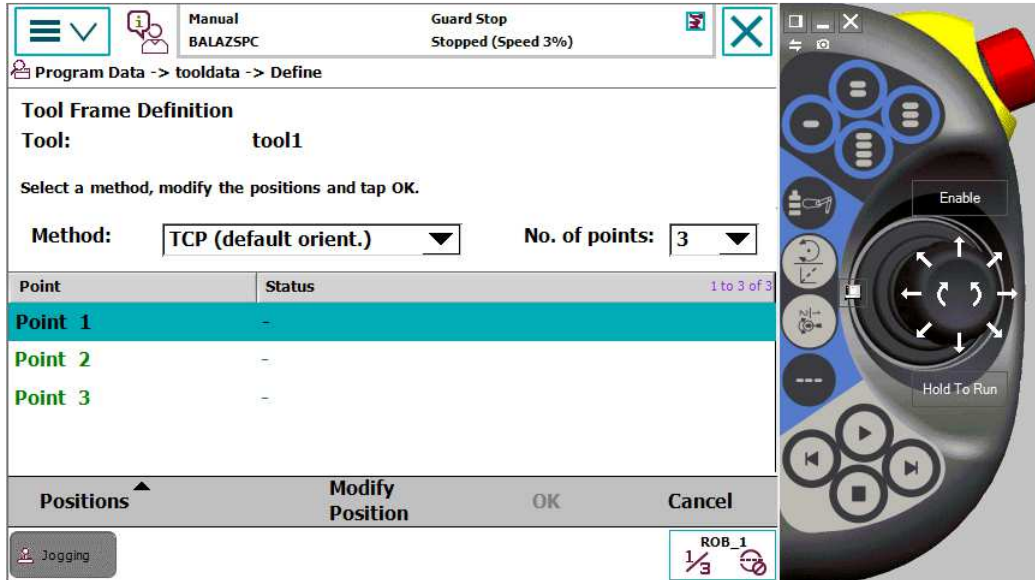 Manual
BALAZSPC
Guard Stop
Stopped (Speed 3%)
Program Data -> tooldata -> Define
Tool Frame Definition
Tool: tool1
Select a method, modify the positions and tap OK.
Method: TCP (default orient.) No. of points: 3
Point Status 1 to 3 of 3
Point 1 -
Point 2 -
Point 3 -
Positions Modify Position OK Cancel
Jogging
ROB_1
1/3
Enable
Hold To Run